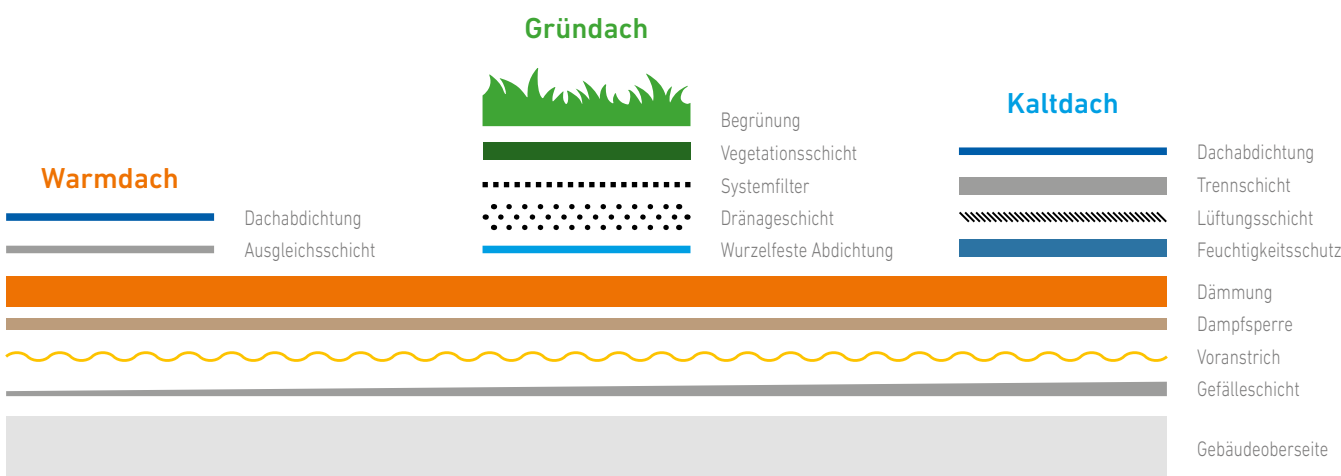 Gründach
Begrünung
Vegetationsschicht
Systemfilter
Dränageschicht
Wurzelfeste Abdichtung
Kaltdach
Dachabdichtung
Trennschicht
Lüftungsschicht
Feuchtigkeitsschutz
Warmdach
Dachabdichtung
Ausgleichsschicht
Dämmung
Dampfsperre
Voranstrich
Gefälleschicht
Gebäudeoberseite